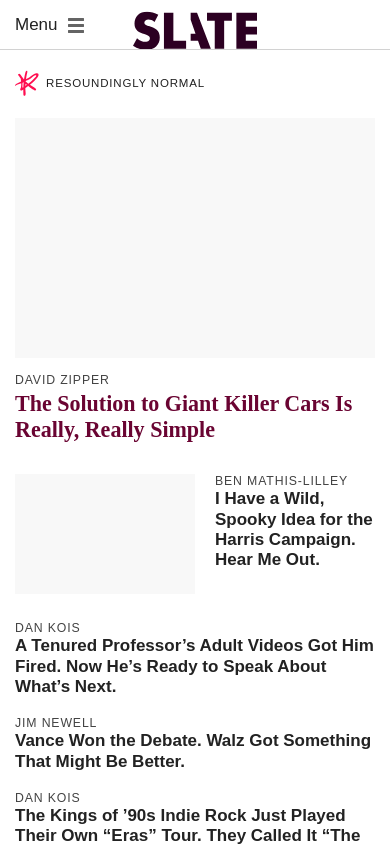 Menu
SLATE
RESOUNDINGLY NORMAL
DAVID ZIPPER
The Solution to Giant Killer Cars Is
Really, Really Simple
BEN MATHIS-LILLEY
I Have a Wild,
Spooky Idea for the
Harris Campaign.
Hear Me Out.
DAN KOIS
A Tenured Professor’s Adult Videos Got Him
Fired. Now He’s Ready to Speak About
What’s Next.
JIM NEWELL
Vance Won the Debate. Walz Got Something
That Might Be Better.
DAN KOIS
The Kings of ’90s Indie Rock Just Played
Their Own “Eras” Tour. They Called It “The